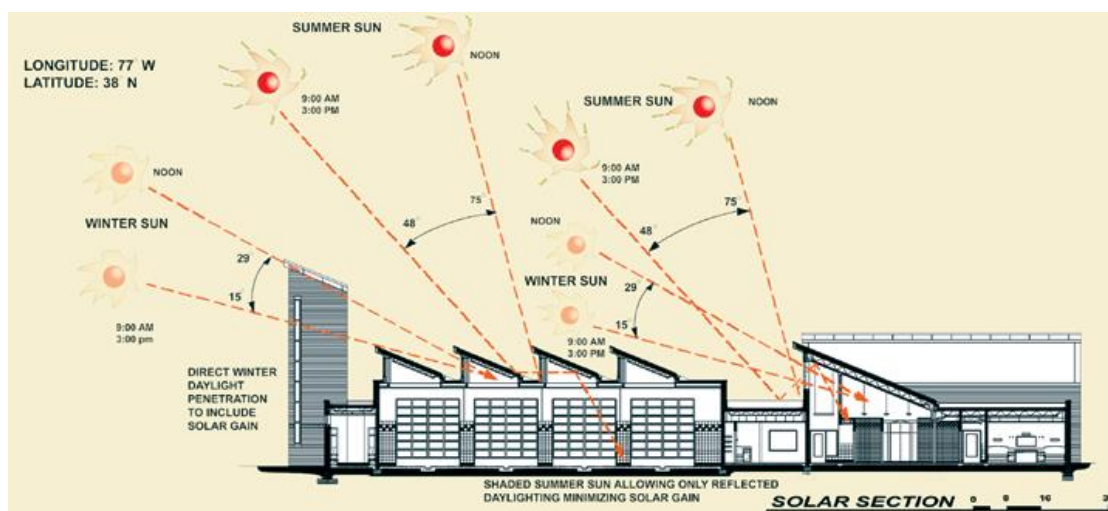 LONGITUDE: 77° W
LATITUDE: 38° N
SUMMER SUN
NOON
9:00 AM
3:00 PM
SUMMER SUN
NOON
9:00 AM
3:00 PM
NOON
WINTER SUN
9:00 AM
3:00 pm
48°
75°
29
15°
NOON
WINTER SUN
9:00 AM
3:00 PM
48°
75°
29
15°
DIRECT WINTER
DAYLIGHT
PENETRATION
TO INCLUDE
SOLAR GAIN
SHADED SUMMER SUN ALLOWING ONLY REFLECTED
DAYLIGHTING MINIMIZING SOLAR GAIN
SOLAR SECTION 0 8 16 3